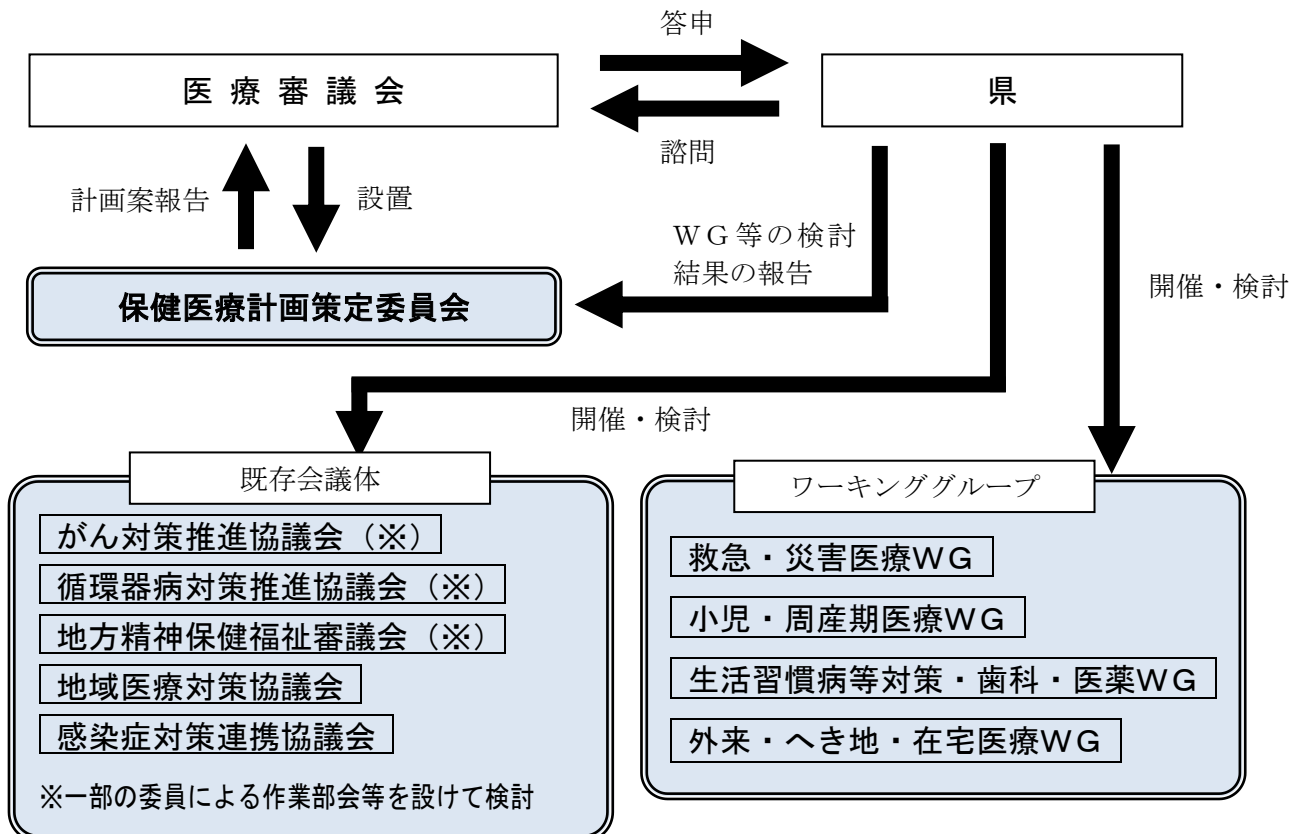 答申
医療審議会
県
諮問
計画案報告
設置
ＷＧ等の検討
結果の報告
保健医療計画策定委員会
開催・検討
開催・検討
既存会議体
がん対策推進協議会（※）
循環器病対策推進協議会（※）
地方精神保健福祉審議会（※）
地域医療対策協議会
感染症対策連携協議会
※一部の委員による作業部会等を設けて検討
ワーキンググループ
救急・災害医療ＷＧ
小児・周産期医療ＷＧ
生活習慣病等対策・歯科・医薬ＷＧ
外来・へき地・在宅医療ＷＧ